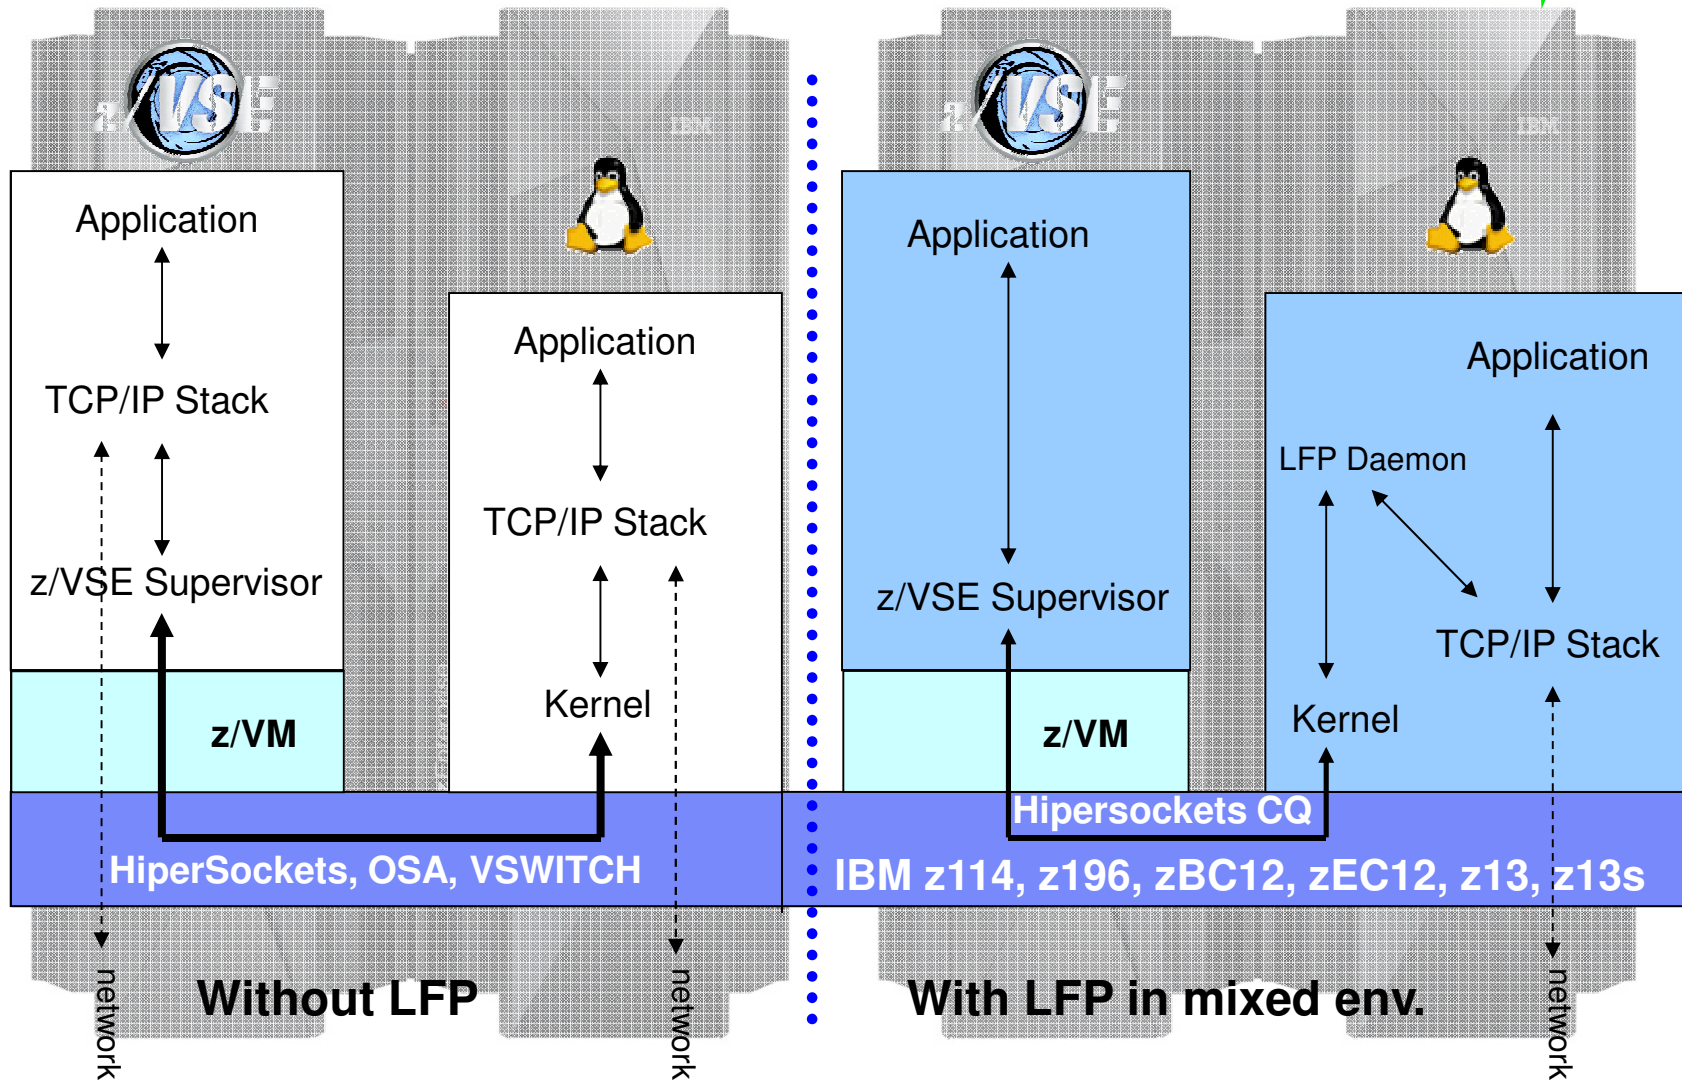 z/VSE
IBM
Application
TCP/IP Stack
z/VSE Supervisor
z/VM
Application
TCP/IP Stack
Kernel
HiperSockets, OSA, VSWITCH
network
network
Without LFP
z/VSE
IBM
Application
z/VSE Supervisor
z/VM
Application
LFP Daemon
TCP/IP Stack
Kernel
Hipersockets CQ
IBM z114, z196, zBC12, zEC12, z13, z13s
network
With LFP in mixed env.